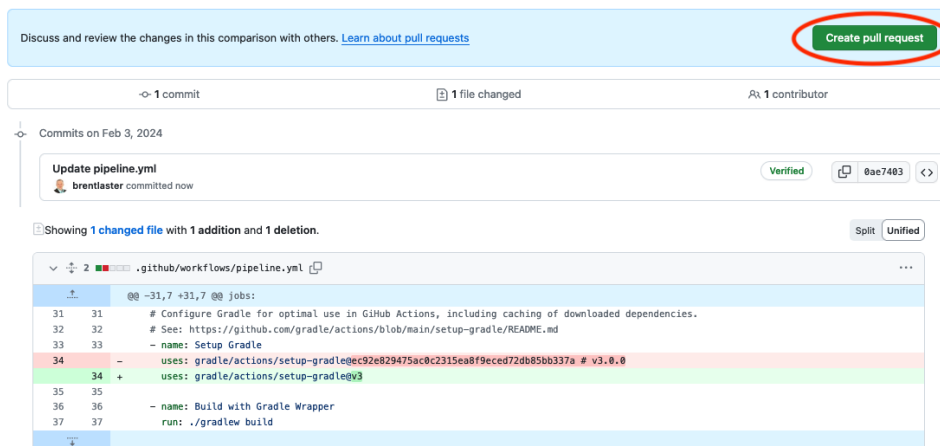 Discuss and review the changes in this comparison with others. Learn about pull requests
Create pull request
1 commit
1 file changed
1 contributor
Commits on Feb 3, 2024
Update pipeline.yml
brentlaster committed now
Verified
0ae7403
Showing 1 changed file with 1 addition and 1 deletion.
Split Unified
2 .github/workflows/pipeline.yml
@@ -31,7 +31,7 @@ jobs:
31 31 # Configure Gradle for optimal use in GiHub Actions, including caching of downloaded dependencies.
32 32 # See: https://github.com/gradle/actions/blob/main/setup-gradle/README.md
33 33 - name: Setup Gradle
34 - uses: gradle/actions/setup-gradle@ec92e829475ac0c2315ea8f9eced72db85bb337a # v3.0.0
34 + uses: gradle/actions/setup-gradle@v3
35 35
36 36 - name: Build with Gradle Wrapper
37 37 run: ./gradlew build